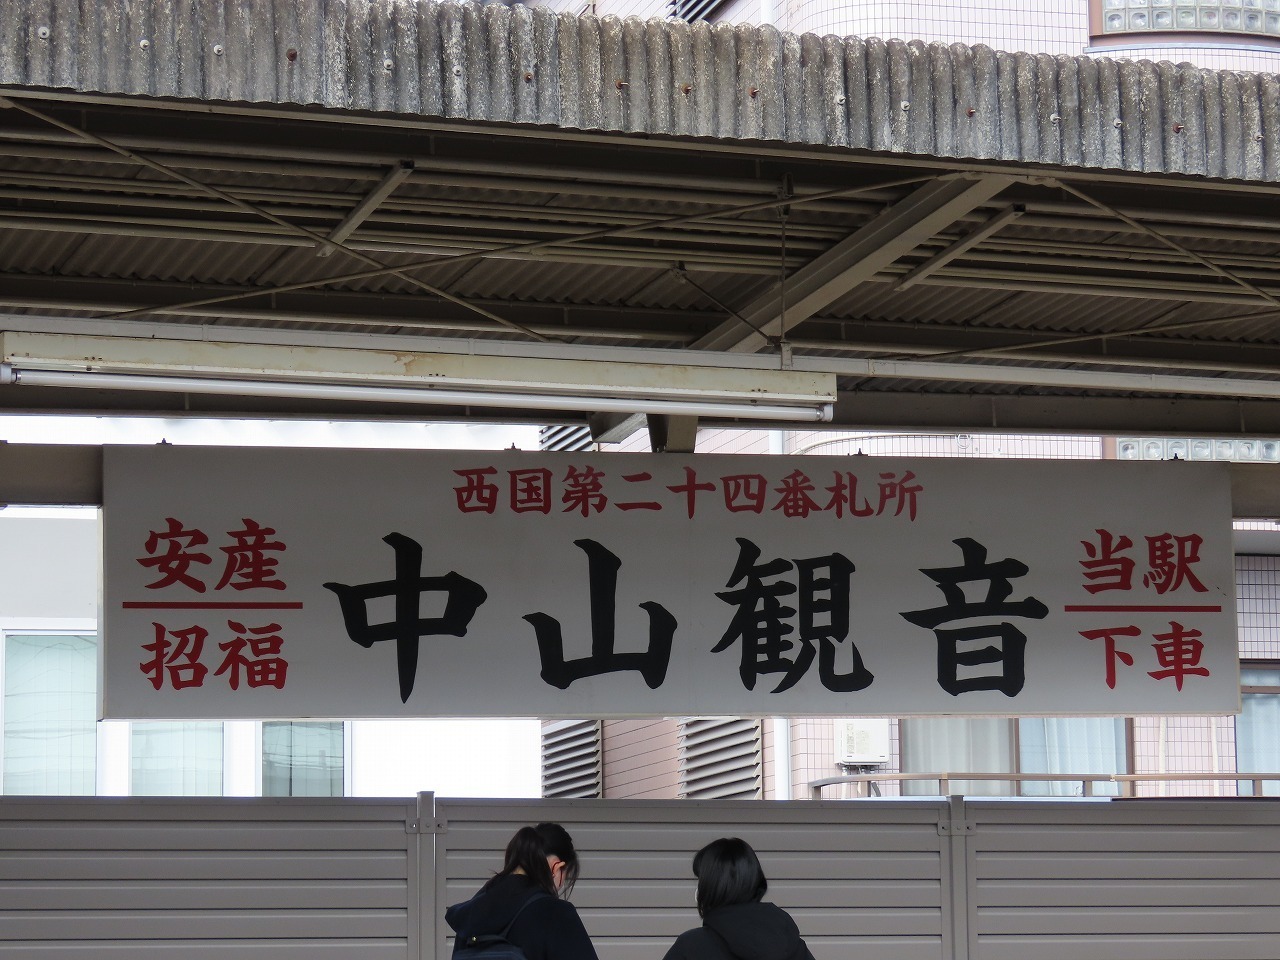 西国第二十四番札所
安産
招福
中山観音
当駅
下車